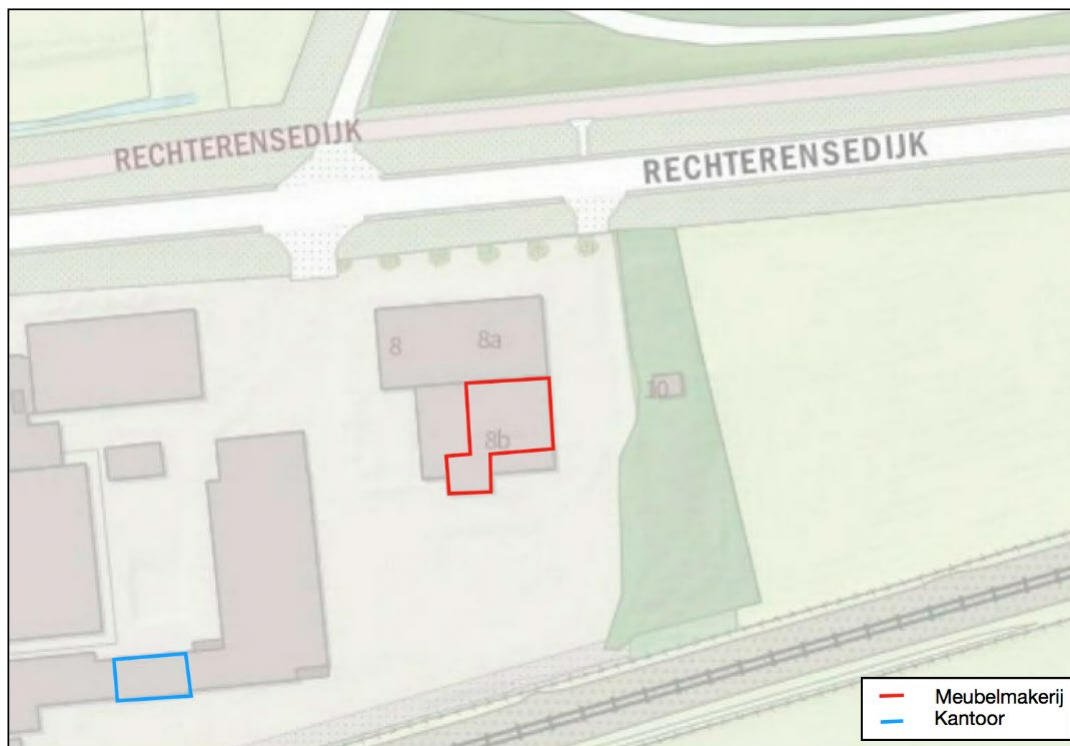 RECHTERENSEDIJK
RECHTERENSEDIJK
8
8a
8b
10
Meubelmakerij
Kantoor